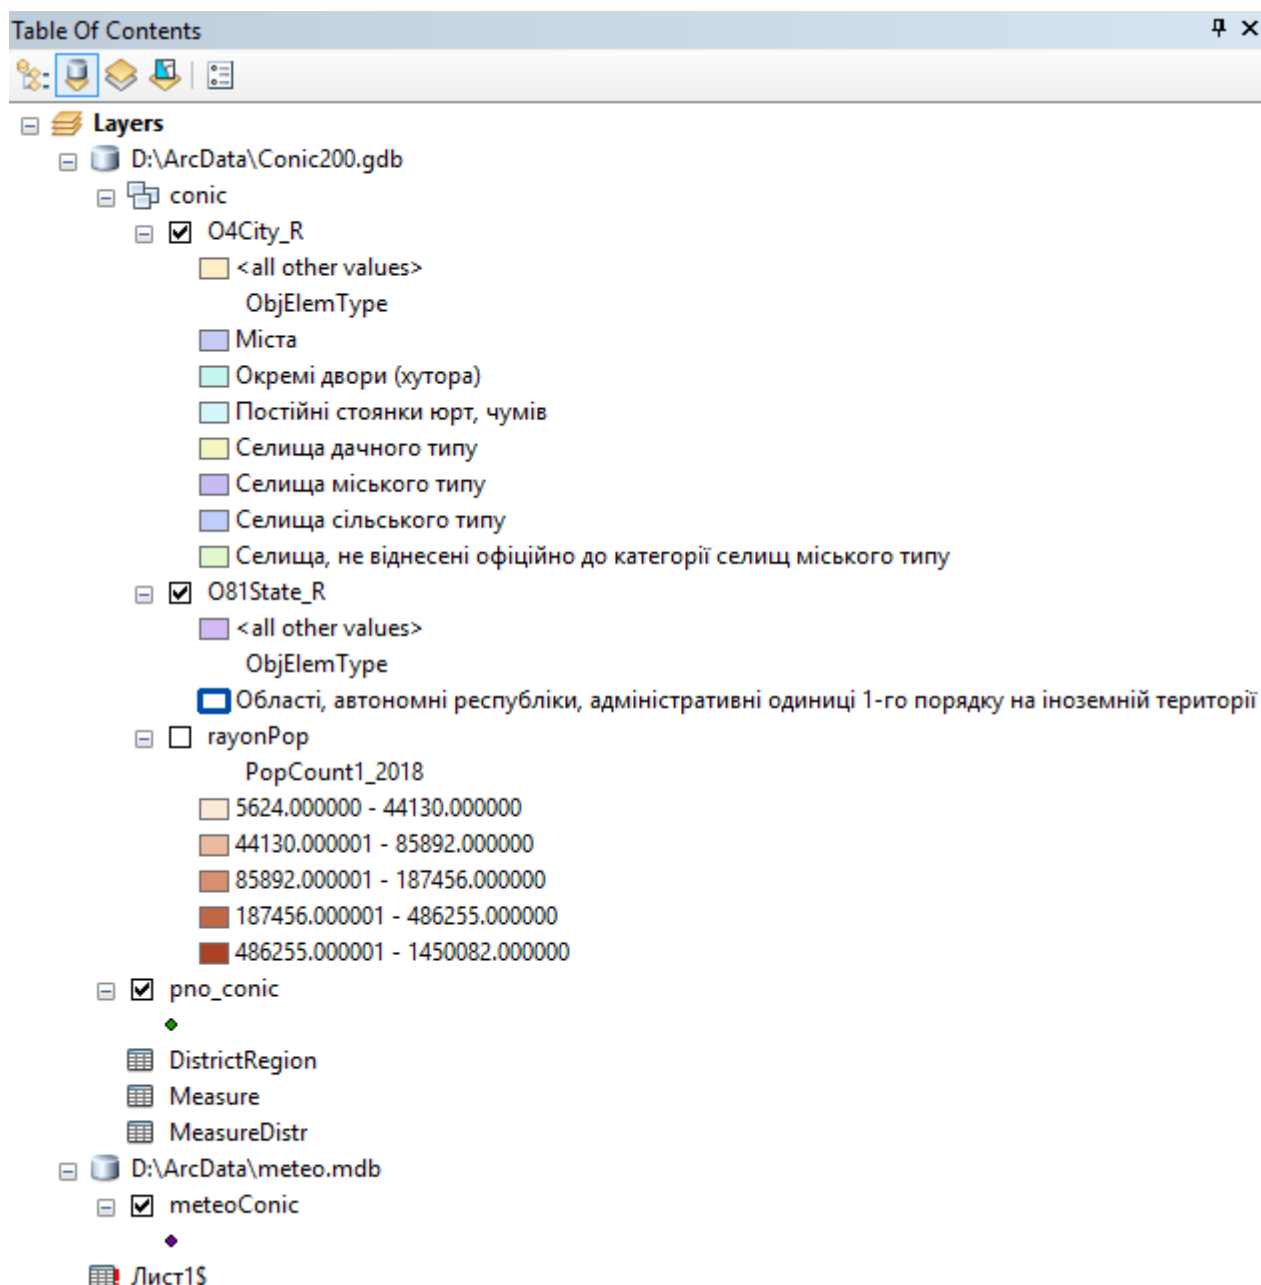 Table Of Contents
Layers
D:\ArcData\Conic200.gdb
conic
O4City_R
<all other values>
ObjElemType
Міста
Окремі двори (хутора)
Постійні стоянки юрт, чумів
Селища дачного типу
Селища міського типу
Селища сільського типу
Селища, не віднесені офіційно до категорії селищ міського типу
O81State_R
<all other values>
ObjElemType
Області, автономні республіки, адміністративні одиниці 1-го порядку на іноземній території
rayonPop
PopCount1_2018
5624.000000 - 44130.000000
44130.000001 - 85892.000000
85892.000001 - 187456.000000
187456.000001 - 486255.000000
486255.000001 - 1450082.000000
pno_conic
DistrictRegion
Measure
MeasureDistr
D:\ArcData\meteo.mdb
meteoConic
Лист1$